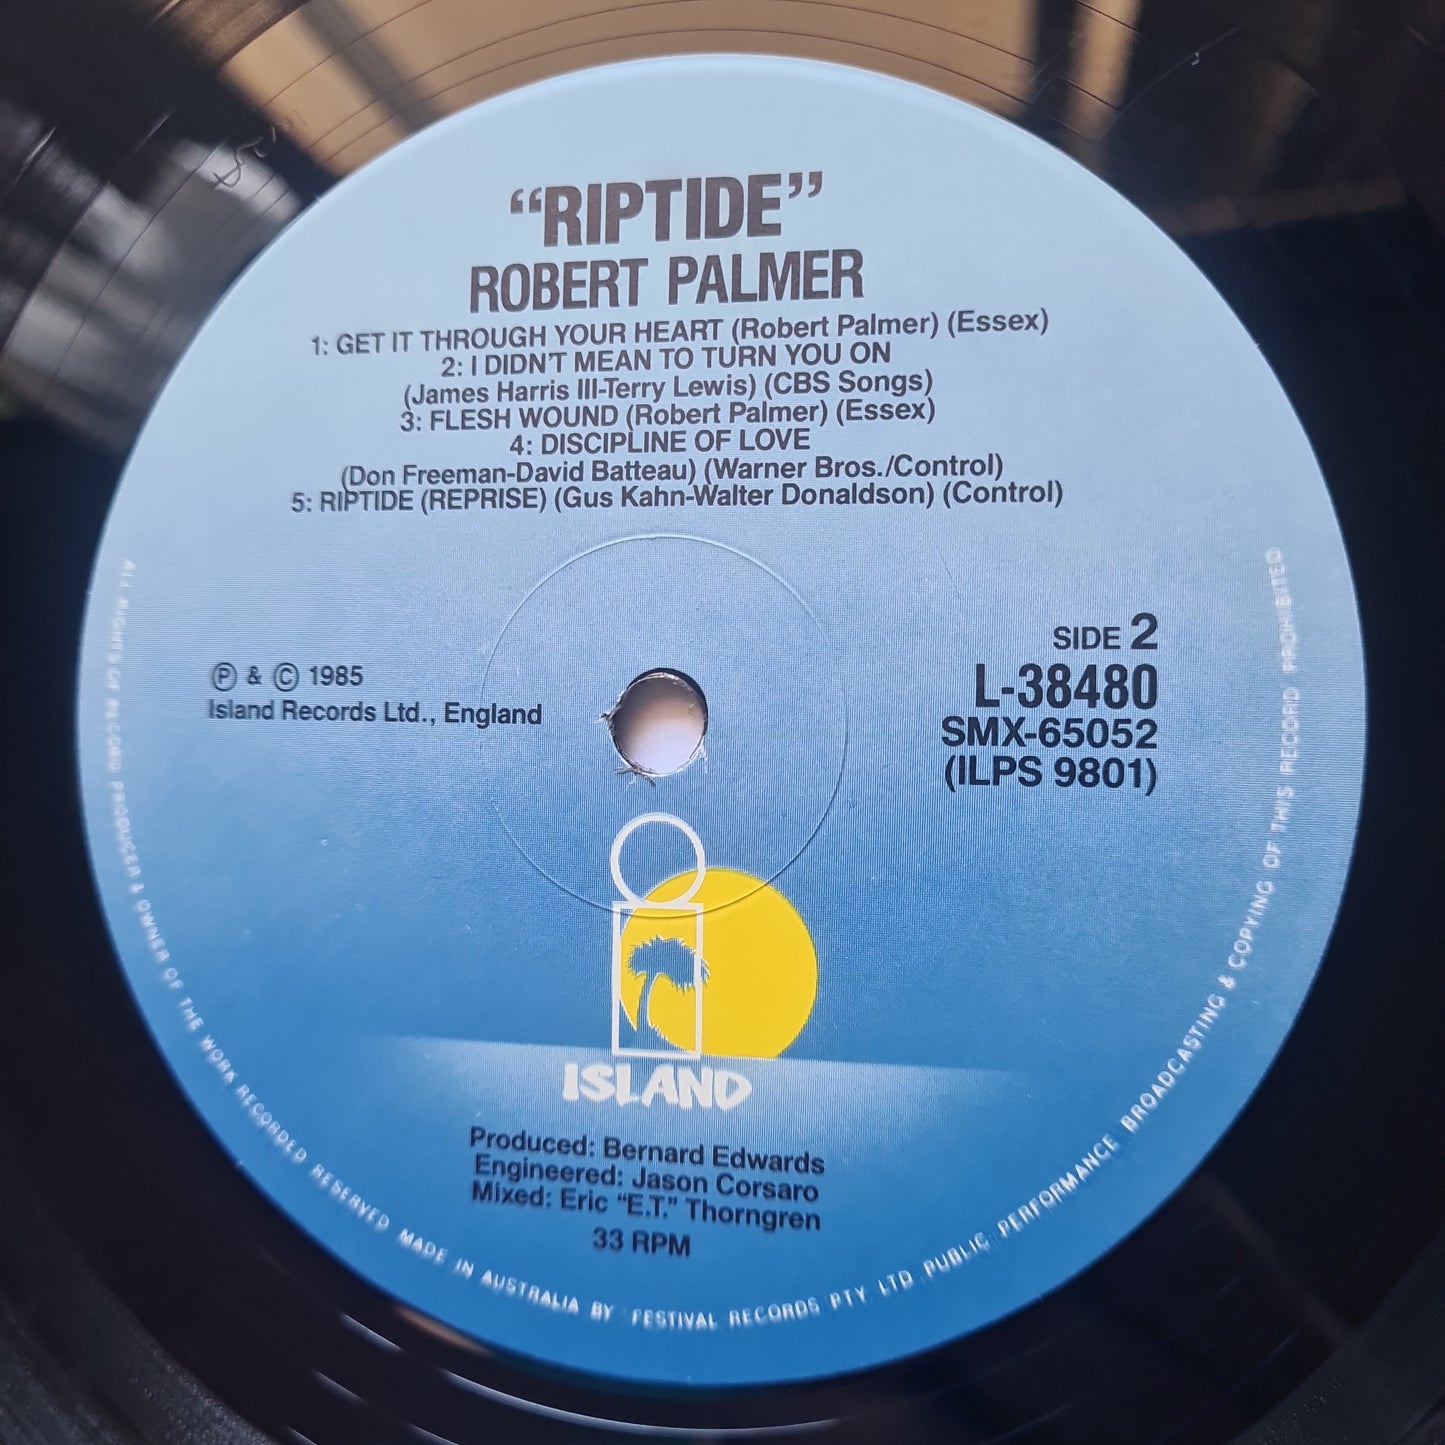 “RIPTIDE”
ROBERT PALMER
1: GET IT THROUGH YOUR HEART (Robert Palmer) (Essex)
2: I DIDN'T MEAN TO TURN YOU ON
(James Harris III-Terry Lewis) (CBS Songs)
3: FLESH WOUND (Robert Palmer) (Essex)
4: DISCIPLINE OF LOVE
(Don Freeman-David Batteau) (Warner Bros./Control)
5: RIPTIDE (REPRISE) (Gus Kahn-Walter Donaldson) (Control)
Ⓟ & © 1985
Island Records Ltd., England
SIDE 2
L-38480
SMX-65052
(ILPS 9801)
ISLAND
Produced: Bernard Edwards
Engineered: Jason Corsaro
Mixed: Eric “E.T.” Thorngren
33 RPM
ALL RIGHTS OF RECORD PRODUCER & OWNER OF THE WORK RECORDED RESERVED MADE IN AUSTRALIA BY FESTIVAL RECORDS PTY LTD PUBLIC PERFORMANCE BROADCASTING & COPYING OF THIS RECORD PROHIBITED